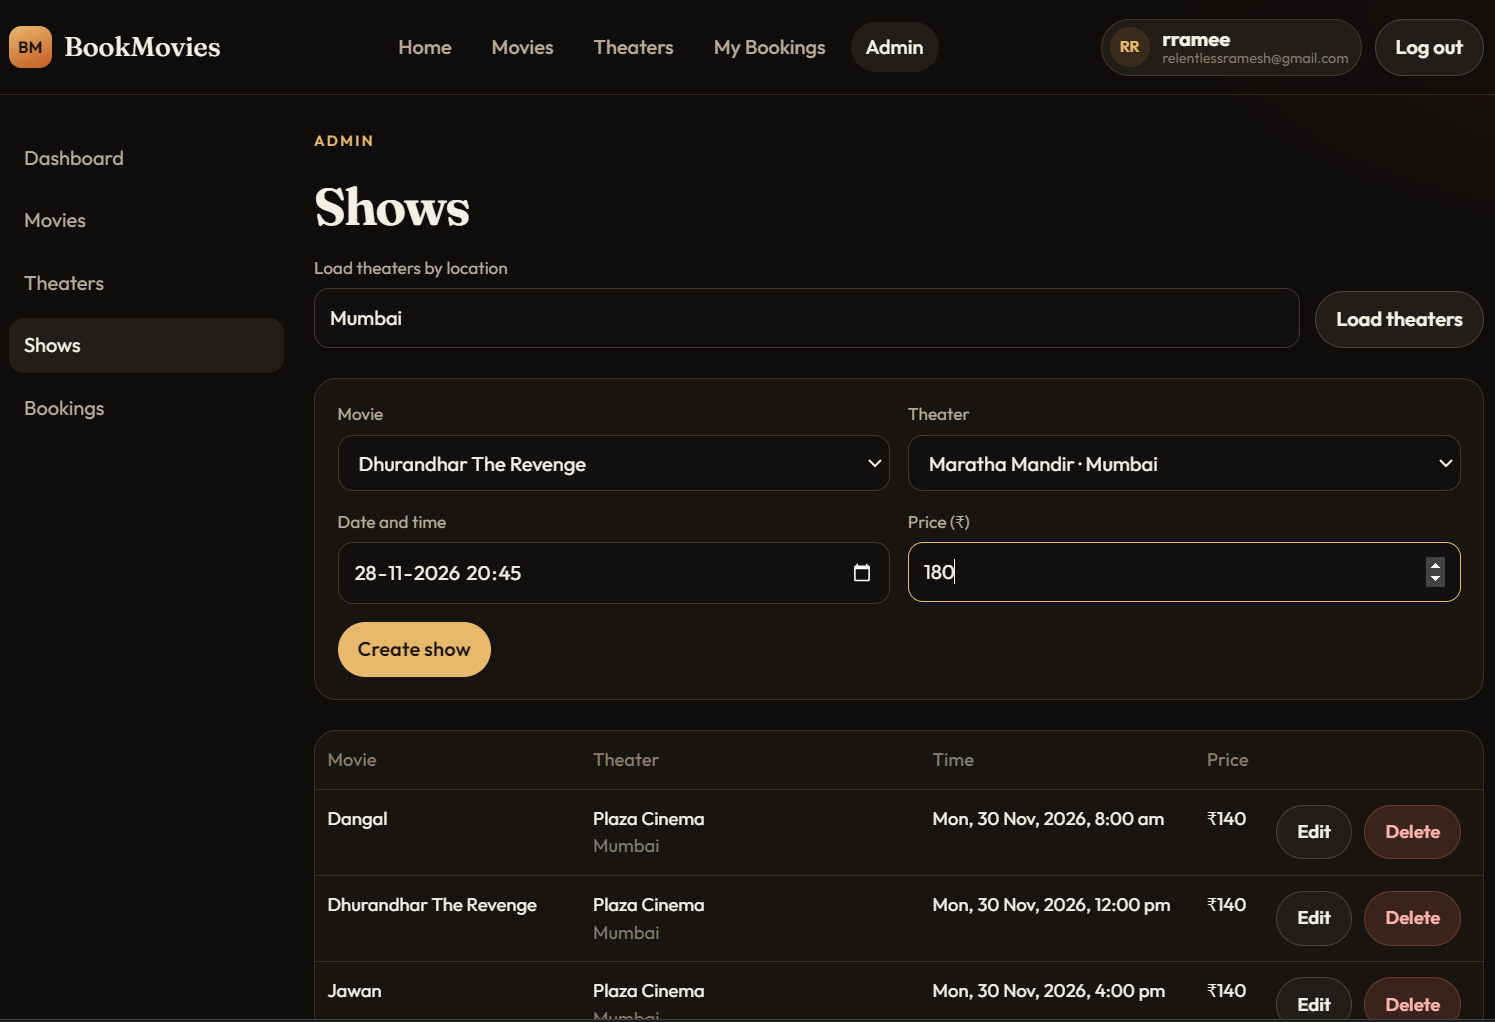 BM BookMovies Home Movies Theaters My Bookings Admin RR rramee Log out
relentlessramesh@gmail.com
Dashboard
Movies
Theaters
Shows
Bookings
ADMIN
Shows
Load theaters by location
Mumbai Load theaters
Movie Theater
Dhurandhar The Revenge Maratha Mandir · Mumbai
Date and time Price (₹)
28-11-2026 20:45 180
Create show
Movie Theater Time Price
Dangal Plaza Cinema Mon, 30 Nov, 2026, 8:00 am ₹140 Edit Delete
Mumbai
Dhurandhar The Revenge Plaza Cinema Mon, 30 Nov, 2026, 12:00 pm ₹140 Edit Delete
Mumbai
Jawan Plaza Cinema Mon, 30 Nov, 2026, 4:00 pm ₹140 Edit Delete
Mumbai